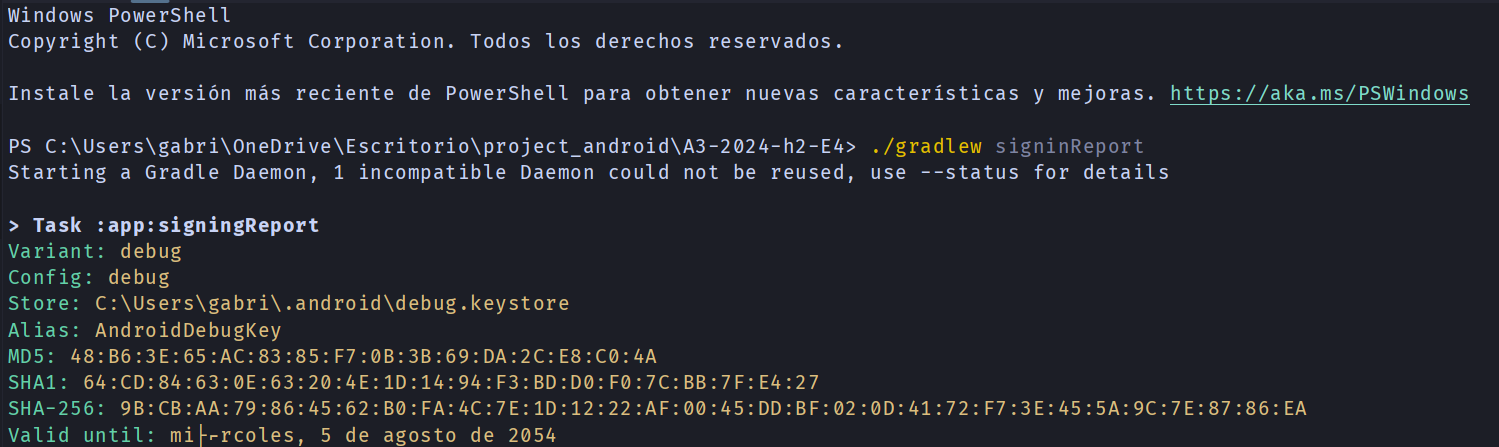 Windows PowerShell
Copyright (C) Microsoft Corporation. Todos los derechos reservados.
Instale la versión más reciente de PowerShell para obtener nuevas características y mejoras. https://aka.ms/PSWindows
PS C:\Users\gabri\OneDrive\Escritorio\project_android\A3-2024-h2-E4> ./gradlew signinReport
Starting a Gradle Daemon, 1 incompatible Daemon could not be reused, use --status for details
> Task :app:signingReport
Variant: debug
Config: debug
Store: C:\Users\gabri\.android\debug.keystore
Alias: AndroidDebugKey
MD5: 48:B6:3E:65:AC:83:85:F7:0B:3B:69:DA:2C:E8:C0:4A
SHA1: 64:CD:84:63:0E:63:20:4E:1D:14:94:F3:BD:D0:F0:7C:BB:7F:E4:27
SHA-256: 9B:CB:AA:79:86:45:62:B0:FA:4C:7E:1D:12:22:AF:00:45:DD:BF:02:0D:41:72:F7:3E:45:5A:9C:7E:87:86:EA
Valid until: mi├⌐rcoles, 5 de agosto de 2054